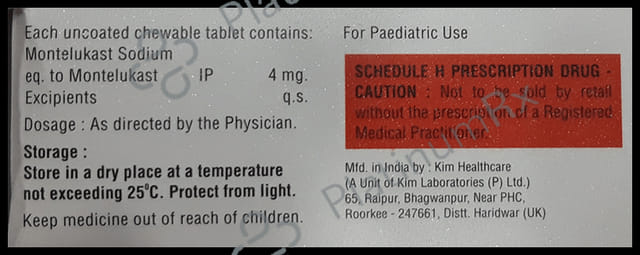 Each uncoated chewable tablet contains:
Montelukast Sodium
eq. to Montelukast IP 4 mg.
Excipients q.s.
Dosage : As directed by the Physician.
Storage :
Store in a dry place at a temperature
not exceeding 25°C. Protect from light.
Keep medicine out of reach of children.
For Paediatric Use
SCHEDULE H PRESCRIPTION DRUG -
CAUTION : Not to be sold by retail
without the prescription of a Registered
Medical Practitioner.
Mfd. in India by : Kim Healthcare
(A Unit of Kim Laboratories (P) Ltd.)
65, Raipur, Bhagwanpur, Near PHC,
Roorkee - 247661, Distt. Haridwar (UK)
PlatinumRx